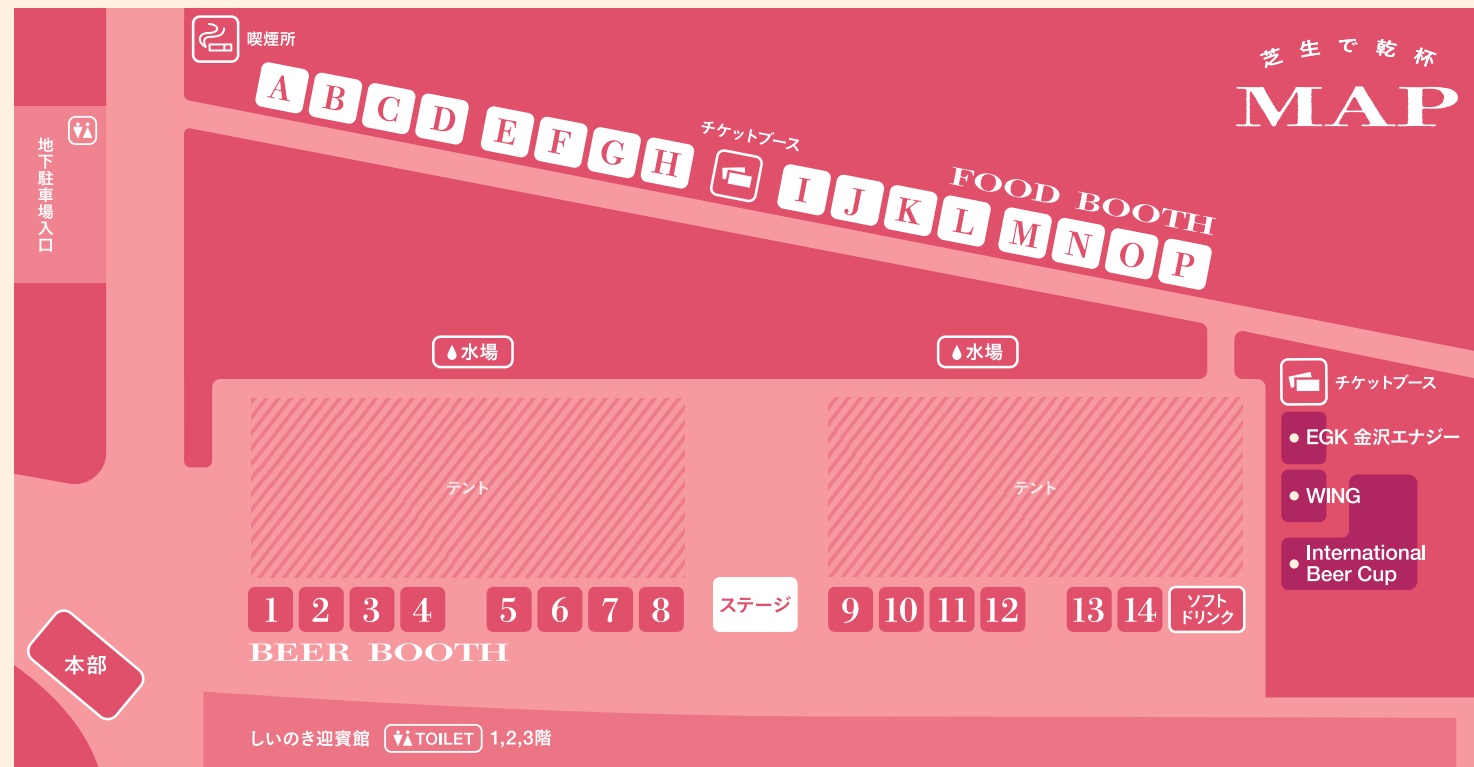 喫煙所
芝生で乾杯
MAP
A B C D E F G H
チケットブース
I J K L M N O P
FOOD BOOTH
地下駐車場入口
水場
水場
チケットブース
EGK 金沢エナジー
WING
International
Beer Cup
テント
テント
1 2 3 4 5 6 7 8
ステージ
9 10 11 12 13 14
ソフト
ドリンク
BEER BOOTH
本部
しいのき迎賓館 TOILET 1,2,3階